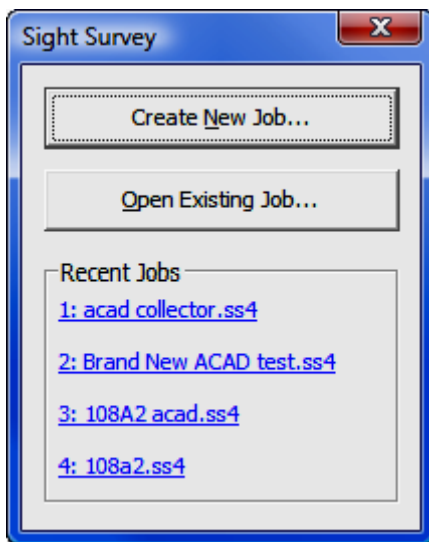 Sight Survey
Create New Job...
Open Existing Job...
Recent Jobs
1: acad collector.ss4
2: Brand New ACAD test.ss4
3: 108A2 acad.ss4
4: 108a2.ss4